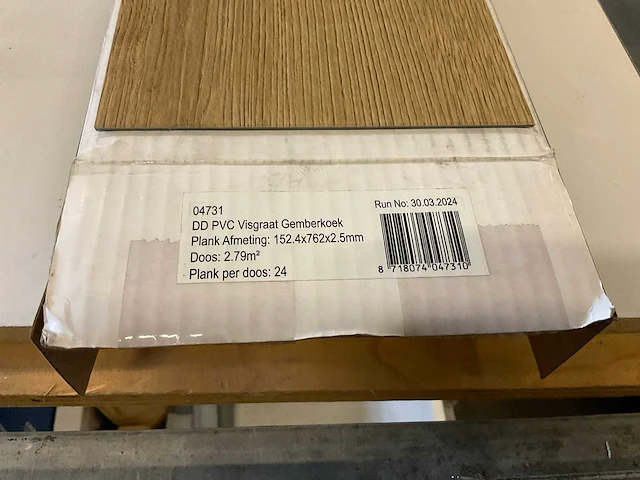 04731
Run No: 30.03.2024
DD PVC Visgraat Gemberkoek
Plank Afmeting: 152.4x762x2.5mm
Doos: 2.79m²
Plank per doos: 24
8 718074 047310